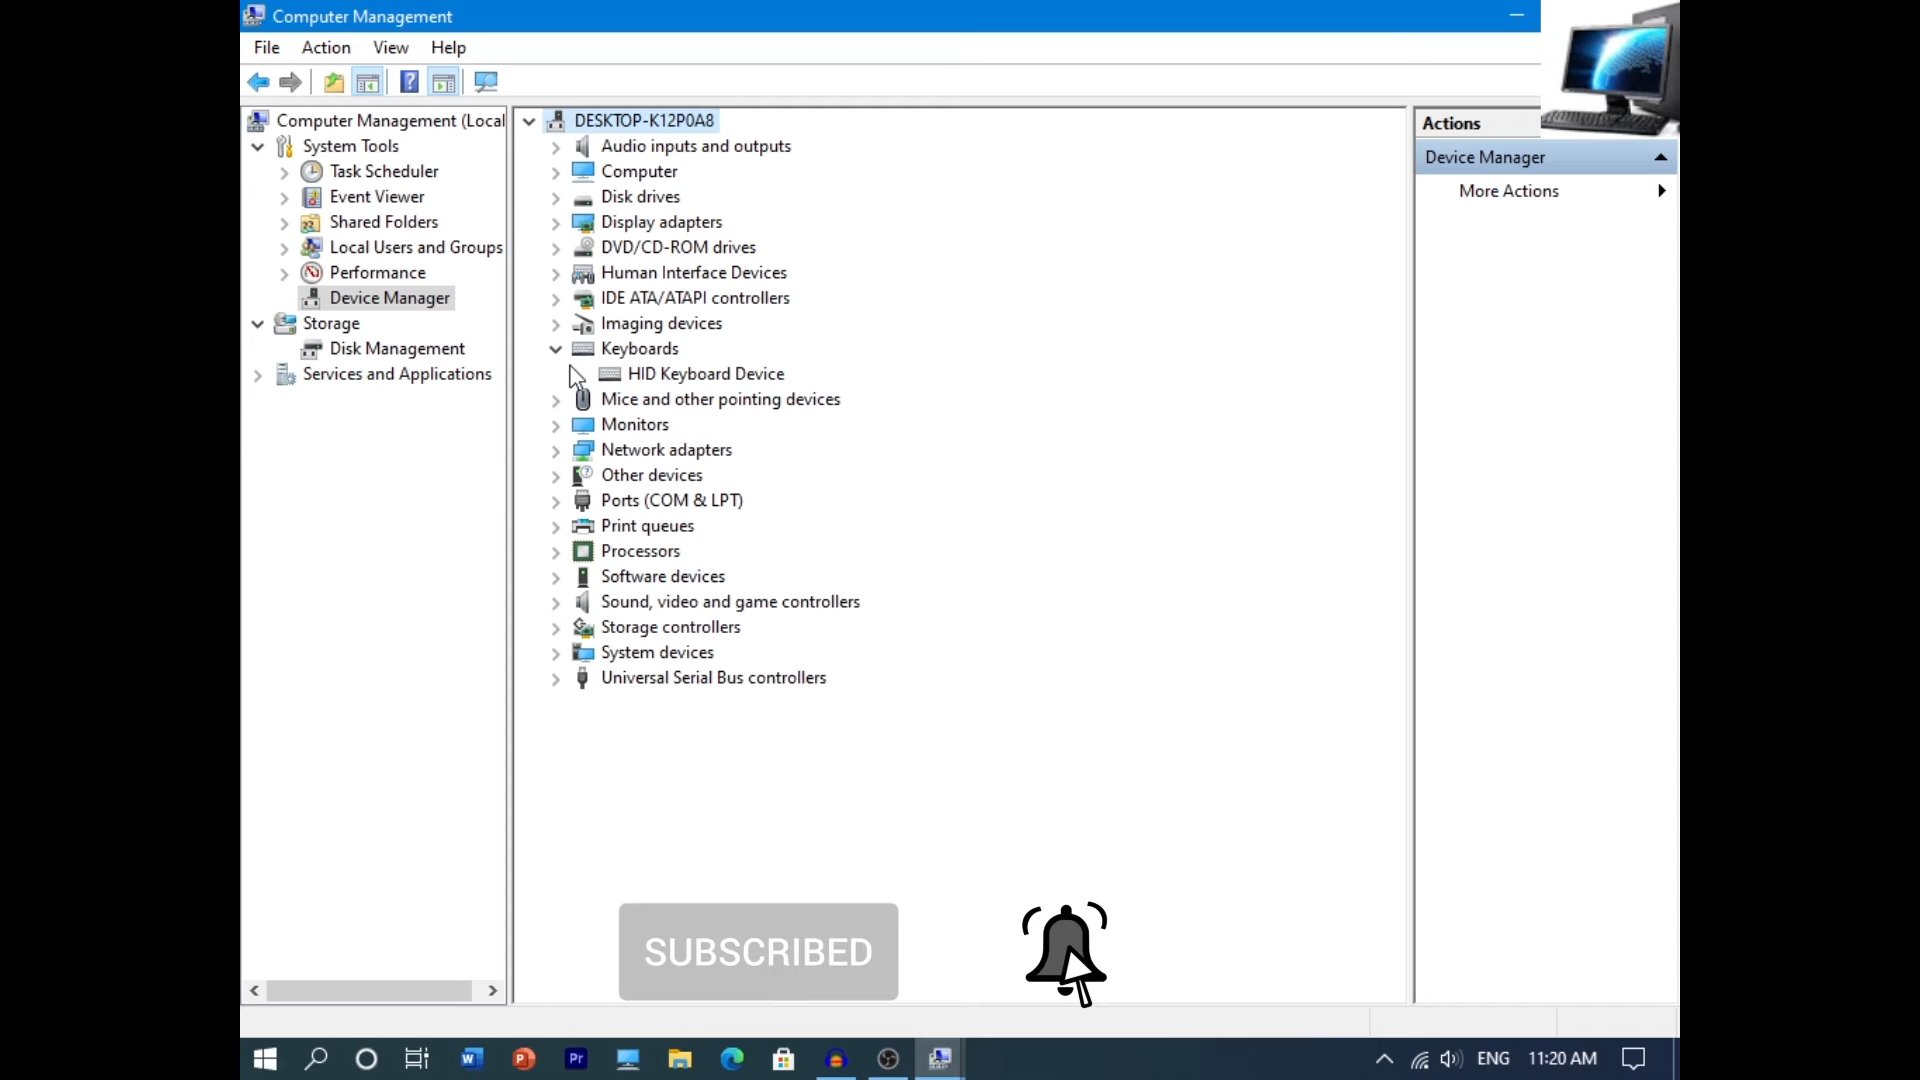 Computer Management
File Action View Help
Computer Management (Local
System Tools
Task Scheduler
Event Viewer
Shared Folders
Local Users and Groups
Performance
Device Manager
Storage
Disk Management
Services and Applications
DESKTOP-K12P0A8
Audio inputs and outputs
Computer
Disk drives
Display adapters
DVD/CD-ROM drives
Human Interface Devices
IDE ATA/ATAPI controllers
Imaging devices
Keyboards
HID Keyboard Device
Mice and other pointing devices
Monitors
Network adapters
Other devices
Ports (COM & LPT)
Print queues
Processors
Software devices
Sound, video and game controllers
Storage controllers
System devices
Universal Serial Bus controllers
Actions
Device Manager
More Actions
SUBSCRIBED
Pr
ENG 11:20 AM